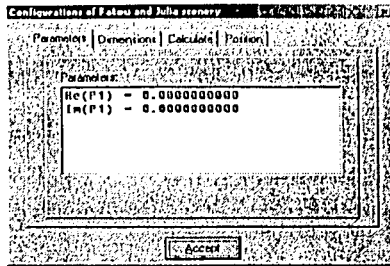 Configurations of Fatou and Julia scenery
Parameters Dimentions Calculate Position
Parameters:
Re(P1) = 0.0000000000
Im(P1) = 0.0000000000
Accept